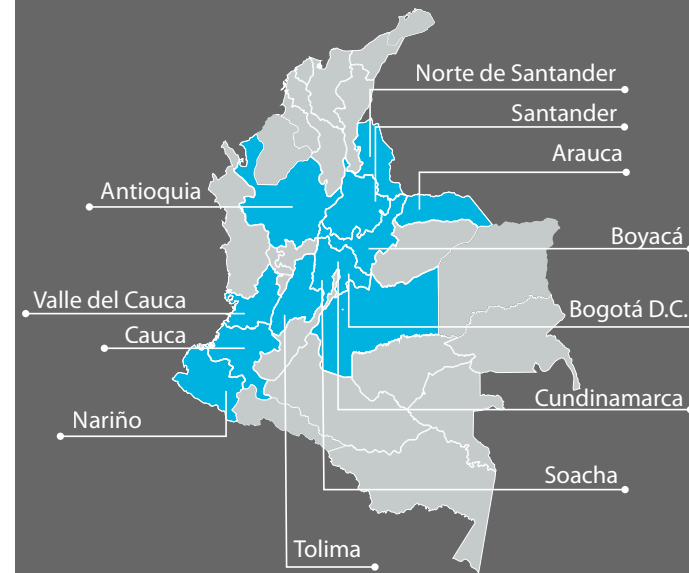 Norte de Santander
Santander
Arauca
Antioquia
Boyacá
Valle del Cauca
Bogotá D.C.
Cauca
Cundinamarca
Nariño
Soacha
Tolima